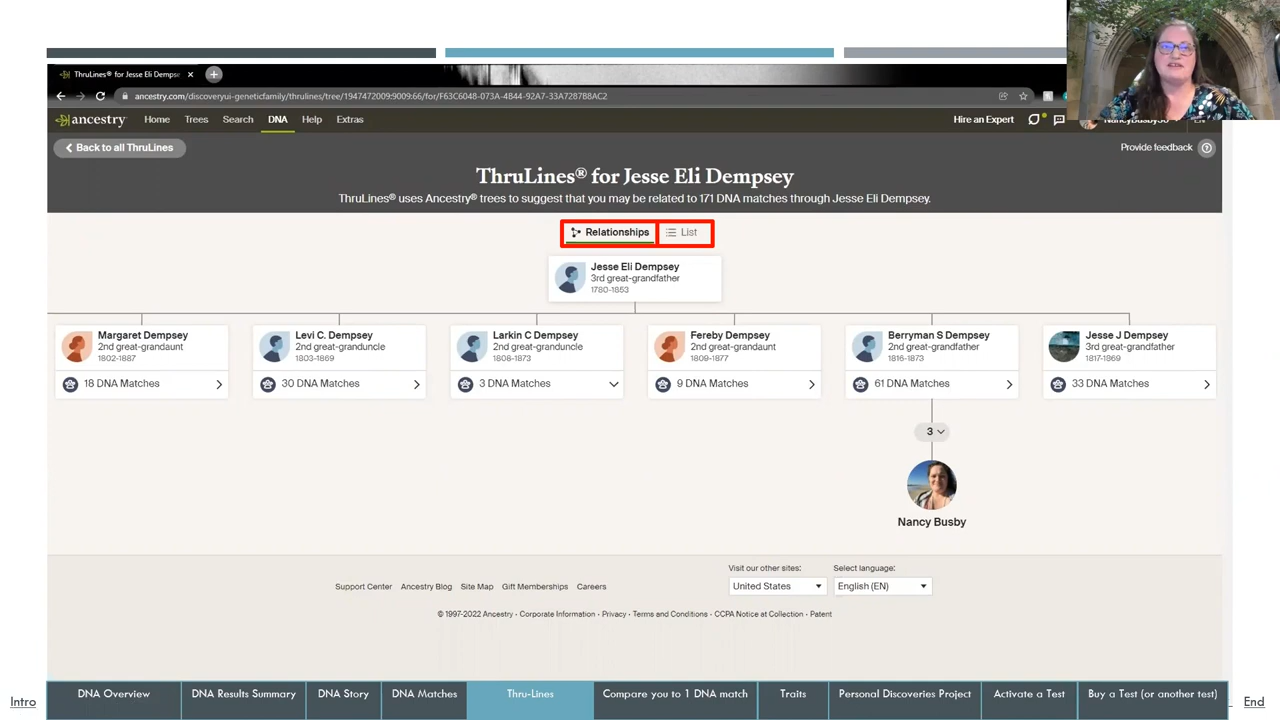 ThruLines® for Jesse Eli Dempse
ancestry.com/discoveryui-geneticfamily/thrulines/tree/1947472009:9009:66/for/F63C6048-073A-4B44-92A7-33A7287B8AC2
ancestry Home Trees Search DNA Help Extras Hire an Expert
Back to all ThruLines Provide feedback
ThruLines® for Jesse Eli Dempsey
ThruLines® uses Ancestry® trees to suggest that you may be related to 171 DNA matches through Jesse Eli Dempsey.
Relationships List
Jesse Eli Dempsey
3rd great-grandfather
1780-1853
Margaret Dempsey
2nd great-grandaunt
1802-1887
18 DNA Matches
Levi C. Dempsey
2nd great-granduncle
1803-1869
30 DNA Matches
Larkin C Dempsey
2nd great-granduncle
1808-1873
3 DNA Matches
Fereby Dempsey
2nd great-grandaunt
1809-1877
9 DNA Matches
Berryman S Dempsey
2nd great-grandfather
1816-1873
61 DNA Matches
Jesse J Dempsey
3rd great-grandfather
1817-1869
33 DNA Matches
3
Nancy Busby
Visit our other sites: Select language:
Support Center Ancestry Blog Site Map Gift Memberships Careers United States English (EN)
© 1997-2022 Ancestry • Corporate Information • Privacy • Terms and Conditions • CCPA Notice at Collection • Patent
Intro DNA Overview DNA Results Summary DNA Story DNA Matches Thru-Lines Compare you to 1 DNA match Traits Personal Discoveries Project Activate a Test Buy a Test (or another test) End